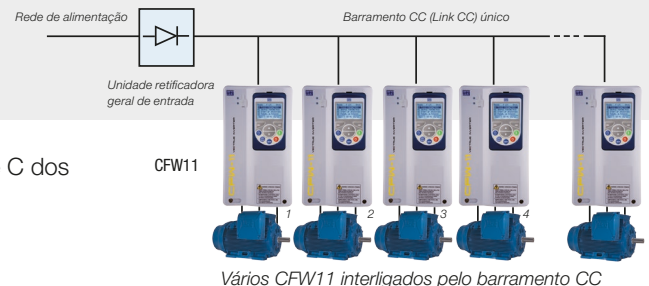 Rede de alimentação
Barramento CC (Link CC) único
Unidade retificadora
geral de entrada
C dos
CFW11
1 2 3 4
Vários CFW11 interligados pelo barramento CC